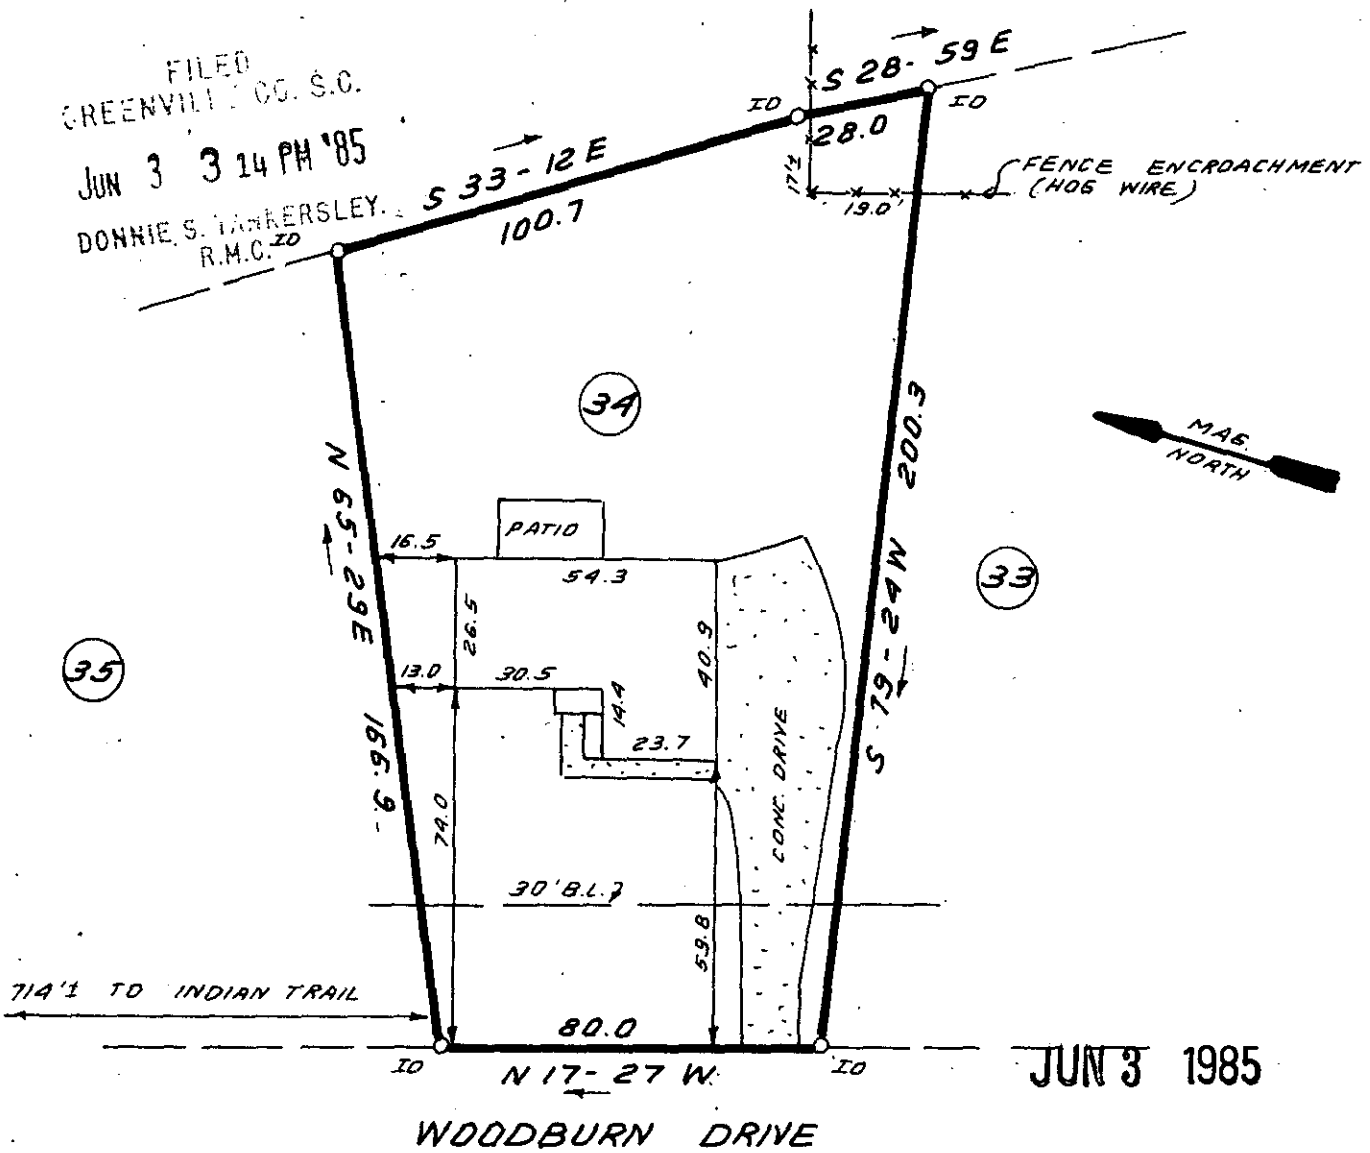 FILED
GREENVILLE CO. S.C.
JUN 3 3 14 PM '85
DONNIE S. TANKERSLEY
R.M.C.
S 28-59 E
IO
IO
28.0
17'±
19.0'
FENCE ENCROACHMENT
(HOG WIRE)
S 33-12 E
100.7
IO
34
N 65-29 E 166.9
S 79-24 W 200.3
MAG.
NORTH
PATIO
16.5
54.3
26.5
40.9
33
35
13.0
30.5
14.4
23.7
CONC. DRIVE
74.0
30' B.L.
59.8
714'± TO INDIAN TRAIL
80.0
IO
N 17-27 W.
IO
JUN 3 1985
WOODBURN DRIVE